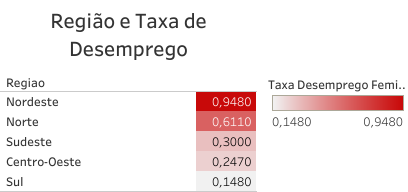 Região e Taxa de
Desemprego
Regiao
Nordeste 0,9480
Norte 0,6110
Sudeste 0,3000
Centro-Oeste 0,2470
Sul 0,1480
Taxa Desemprego Femi..
0,1480 0,9480